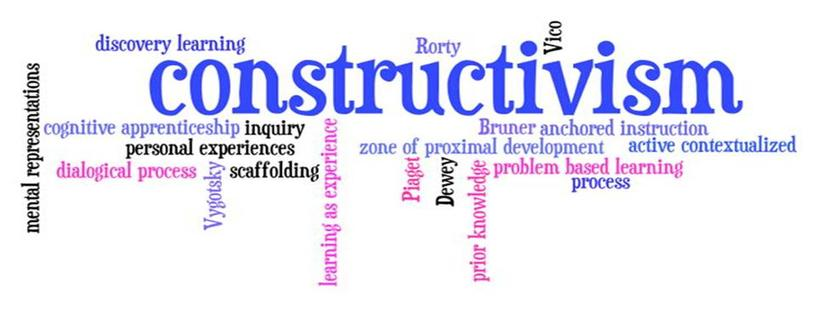 discovery learning
Rorty
Vico
constructivism
mental representations
cognitive apprenticeship
inquiry
Bruner
anchored instruction
personal experiences
zone of proximal development
active contextualized
dialogical process
Vygotsky
scaffolding
learning as experience
Piaget
Dewey
prior knowledge
problem based learning
process